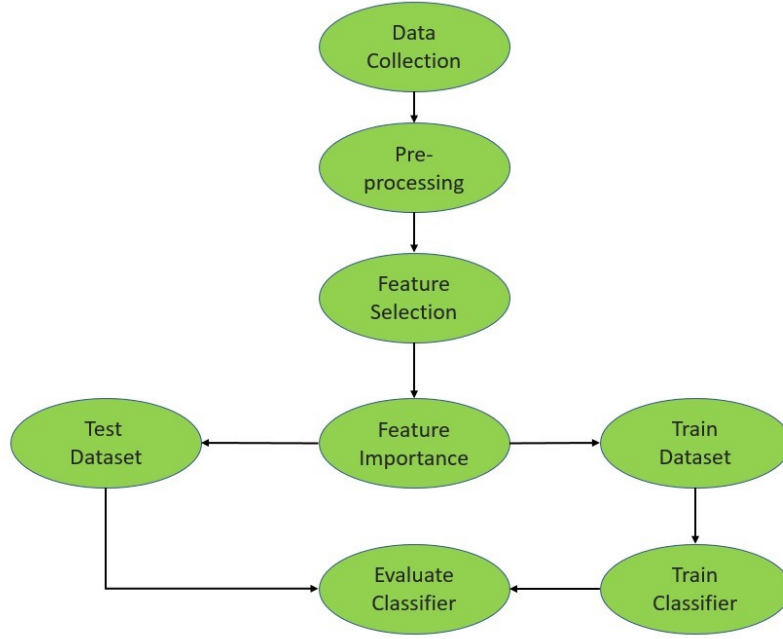 Data
Collection
Pre-
processing
Feature
Selection
Test
Dataset
Feature
Importance
Train
Dataset
Evaluate
Classifier
Train
Classifier